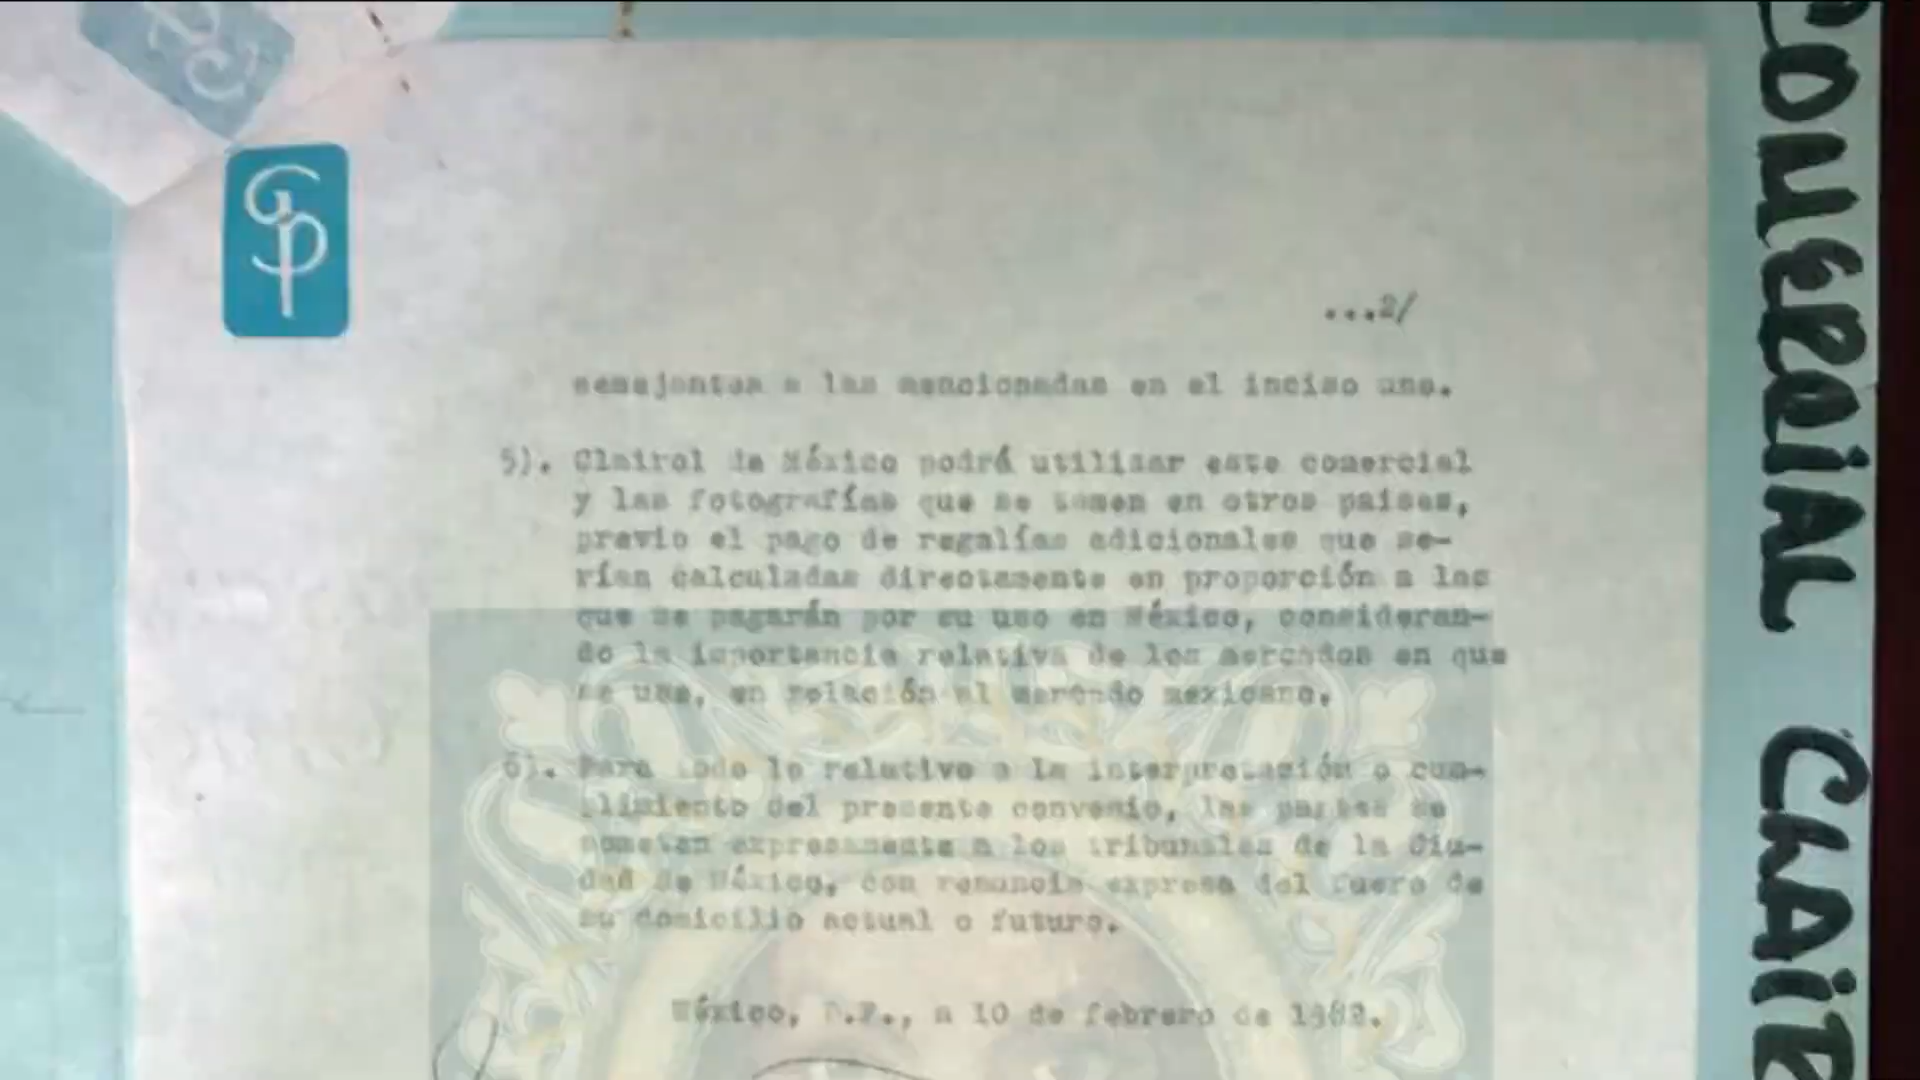 GP
...2/
semejantes a las mencionadas en el inciso uno.
5). Clairol de México podrá utilizar este comercial
y las fotografías que se tomen en otros paises,
previo el pago de regalías adicionales que se-
rían calculadas directamente en proporción a las
que se pagarán por su uso en México, consideran-
do la importancia relativa de los mercados en que
se use, en relación al mercado mexicano.
6). Para todo lo relativo a la interpretación o cum-
plimiento del presente convenio, las partes se
someten expresamente a los tribunales de la Ciu-
dad de México, con renuncia expresa del fuero de
su domicilio actual o futuro.
México, D.F., a 10 de febrero de 1982.
COMERCIAL CHAIR